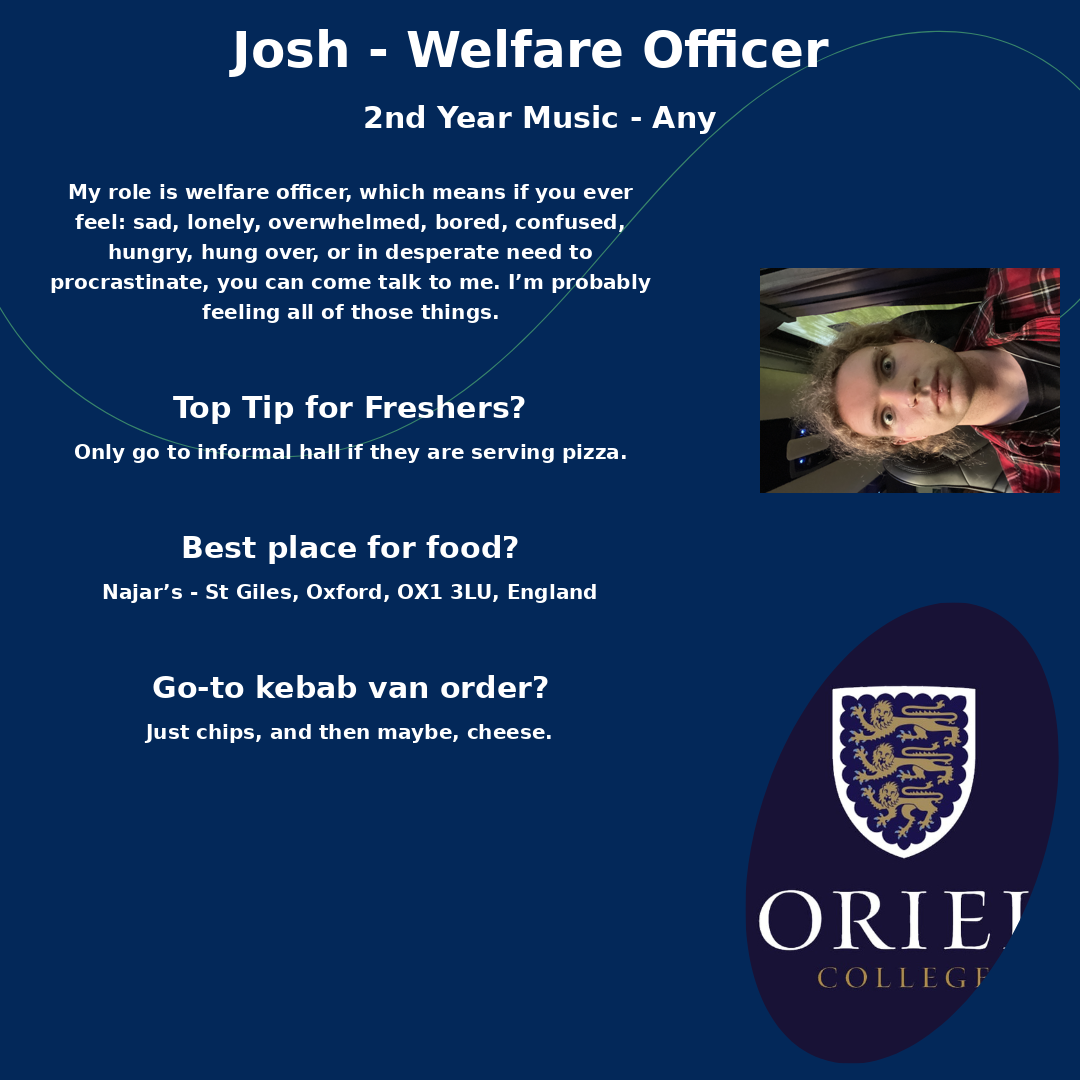 Josh - Welfare Officer
2nd Year Music - Any
My role is welfare officer, which means if you ever
feel: sad, lonely, overwhelmed, bored, confused,
hungry, hung over, or in desperate need to
procrastinate, you can come talk to me. I’m probably
feeling all of those things.
Top Tip for Freshers?
Only go to informal hall if they are serving pizza.
Best place for food?
Najar’s - St Giles, Oxford, OX1 3LU, England
Go-to kebab van order?
Just chips, and then maybe, cheese.
ORIEL
COLLEGE